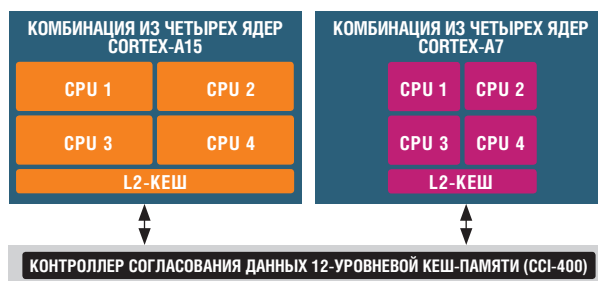 КОМБИНАЦИЯ ИЗ ЧЕТЫРЕХ ЯДЕР
CORTEX-A15
CPU 1
CPU 2
CPU 3
CPU 4
L2-КЕШ
КОМБИНАЦИЯ ИЗ ЧЕТЫРЕХ ЯДЕР
CORTEX-A7
CPU 1
CPU 2
CPU 3
CPU 4
L2-КЕШ
КОНТРОЛЛЕР СОГЛАСОВАНИЯ ДАННЫХ 12-УРОВНЕВОЙ КЕШ-ПАМЯТИ (CCI-400)